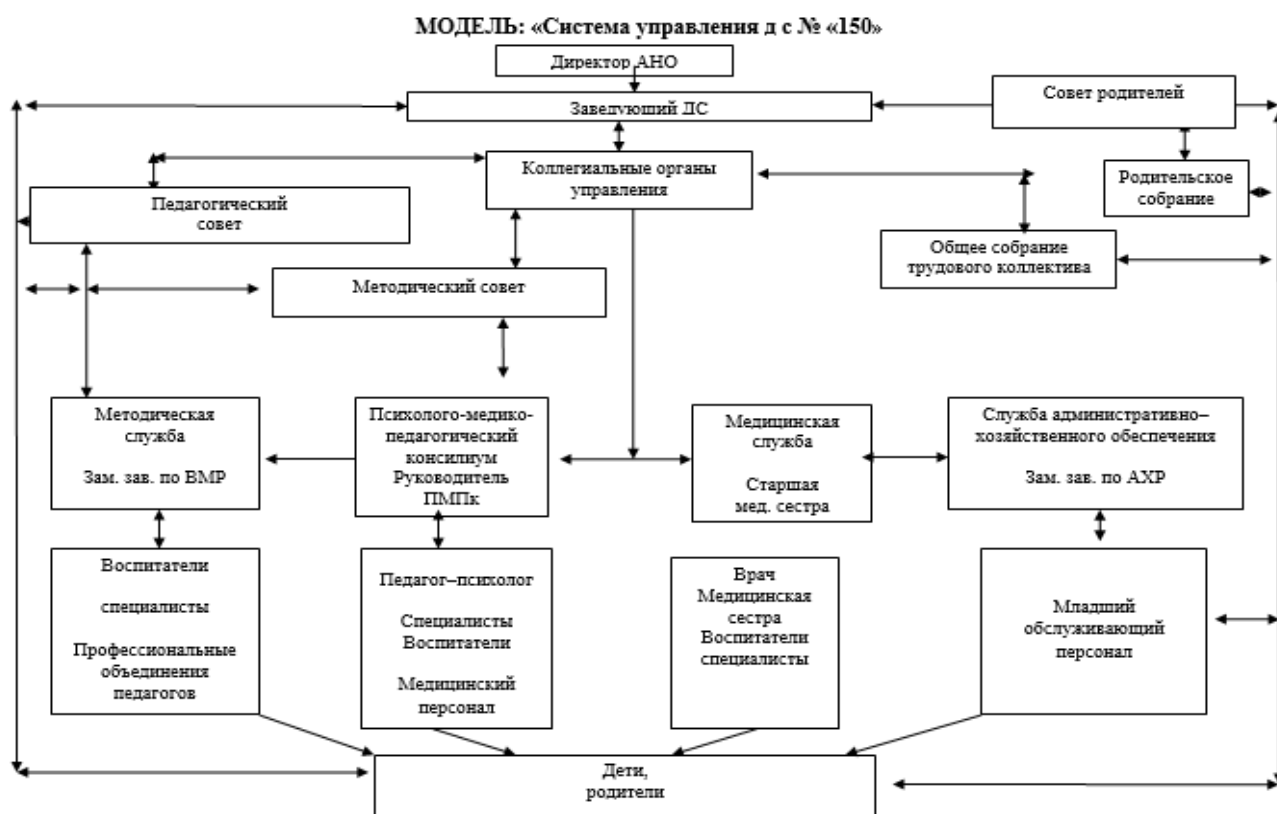 МОДЕЛЬ: «Система управления д с № «150»
Директор АНО
Заведующий ДС
Совет родителей
Коллегиальные органы
управления
Родительское
собрание
Педагогический
совет
Общее собрание
трудового коллектива
Методический совет
Методическая
служба
Зам. зав. по ВМР
Психолого-медико-
педагогический
консилиум
Руководитель
ПМПк
Медицинская
служба
Старшая
мед. сестра
Служба административно–
хозяйственного обеспечения
Зам. зав. по АХР
Воспитатели
специалисты
Профессиональные
объединения
педагогов
Педагог–психолог
Специалисты
Воспитатели
Медицинский
персонал
Врач
Медицинская
сестра
Воспитатели
специалисты
Младший
обслуживающий
персонал
Дети,
родители